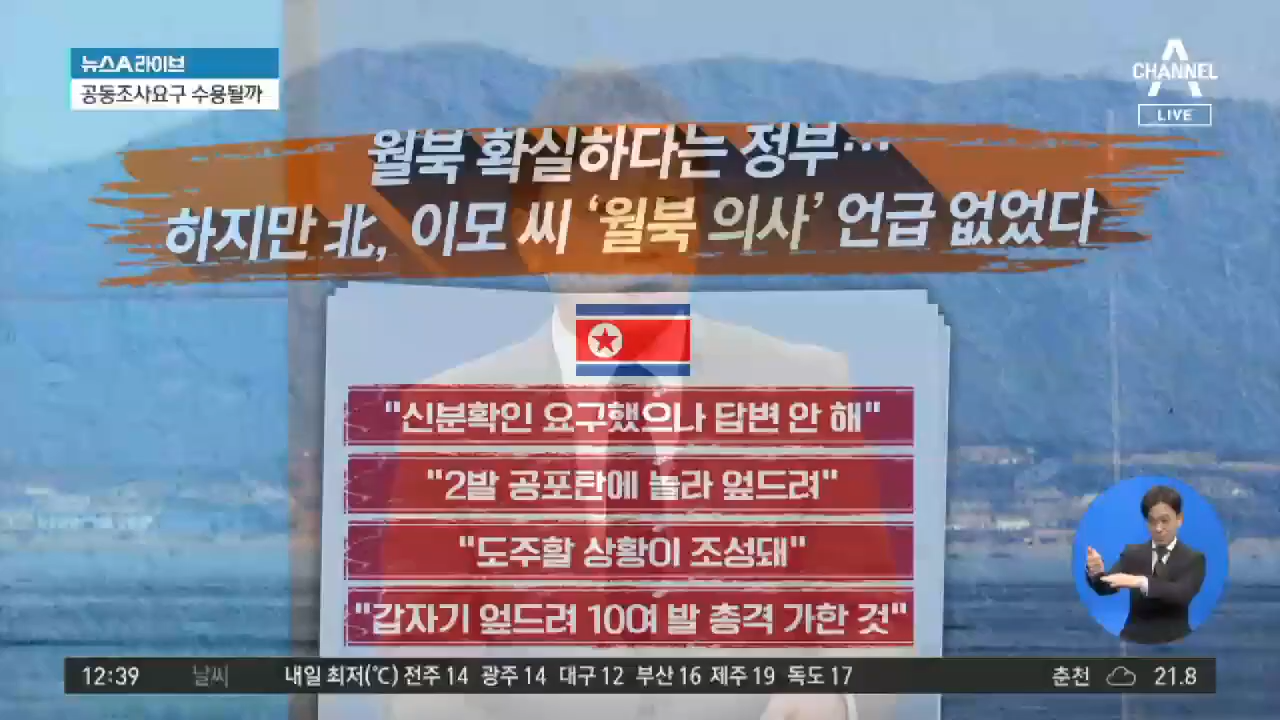 뉴스A 라이브
공동조사요구 수용될까
CHANNEL A
LIVE
월북 확실하다는 정부…
하지만 北, 이모 씨 ‘월북 의사’ 언급 없었다
"신분확인 요구했으나 답변 안 해"
"2발 공포탄에 놀라 엎드려"
"도주할 상황이 조성돼"
"갑자기 엎드려 10여 발 총격 가한 것"
12:39 날씨 내일 최저(℃) 전주 14 광주 14 대구 12 부산 16 제주 19 독도 17 춘천 21.8